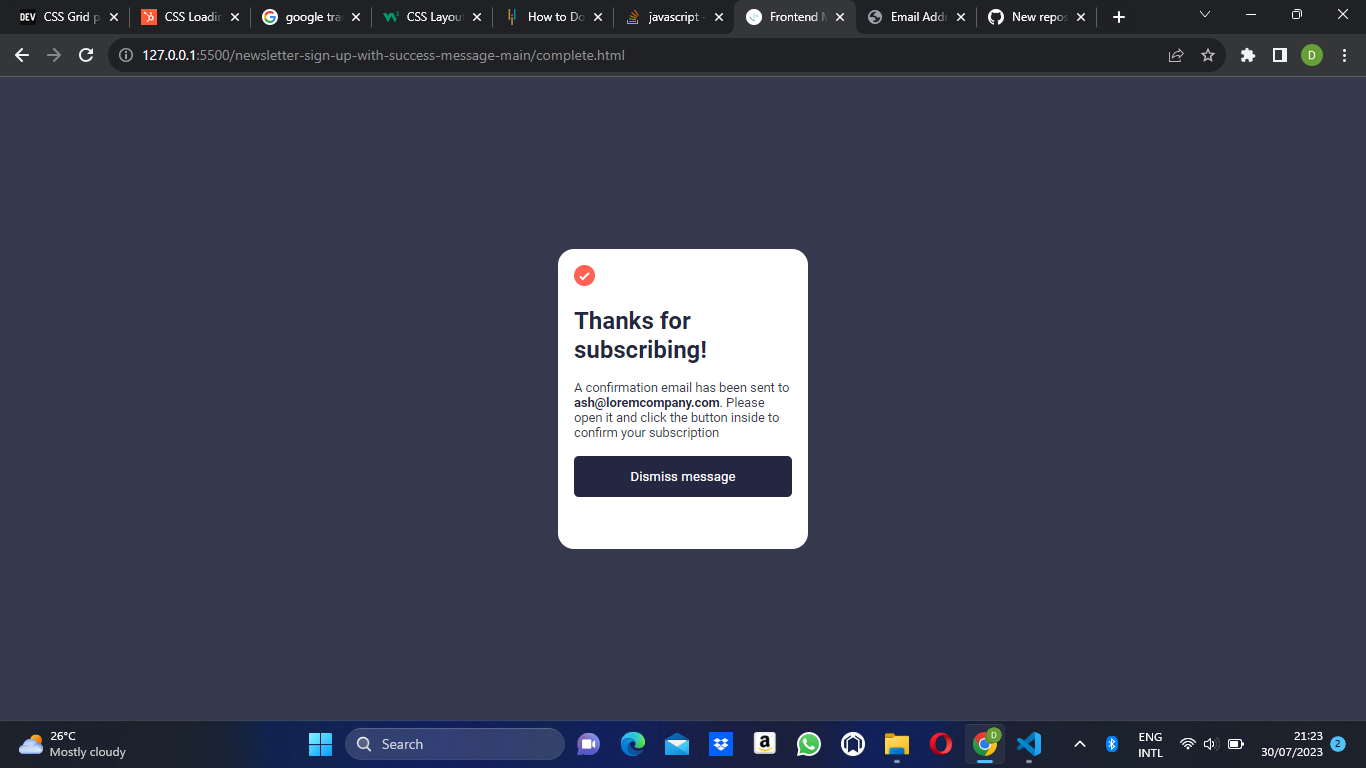 DEV CSS Grid p CSS Loadin google tra CSS Layou How to Do javascript - Frontend M Email Addr New repos
127.0.0.1:5500/newsletter-sign-up-with-success-message-main/complete.html D
Thanks for
subscribing!
A confirmation email has been sent to
ash@loremcompany.com. Please
open it and click the button inside to
confirm your subscription
Dismiss message
26°C
Mostly cloudy
Search
a
D
ENG
INTL
21:23
30/07/2023
2